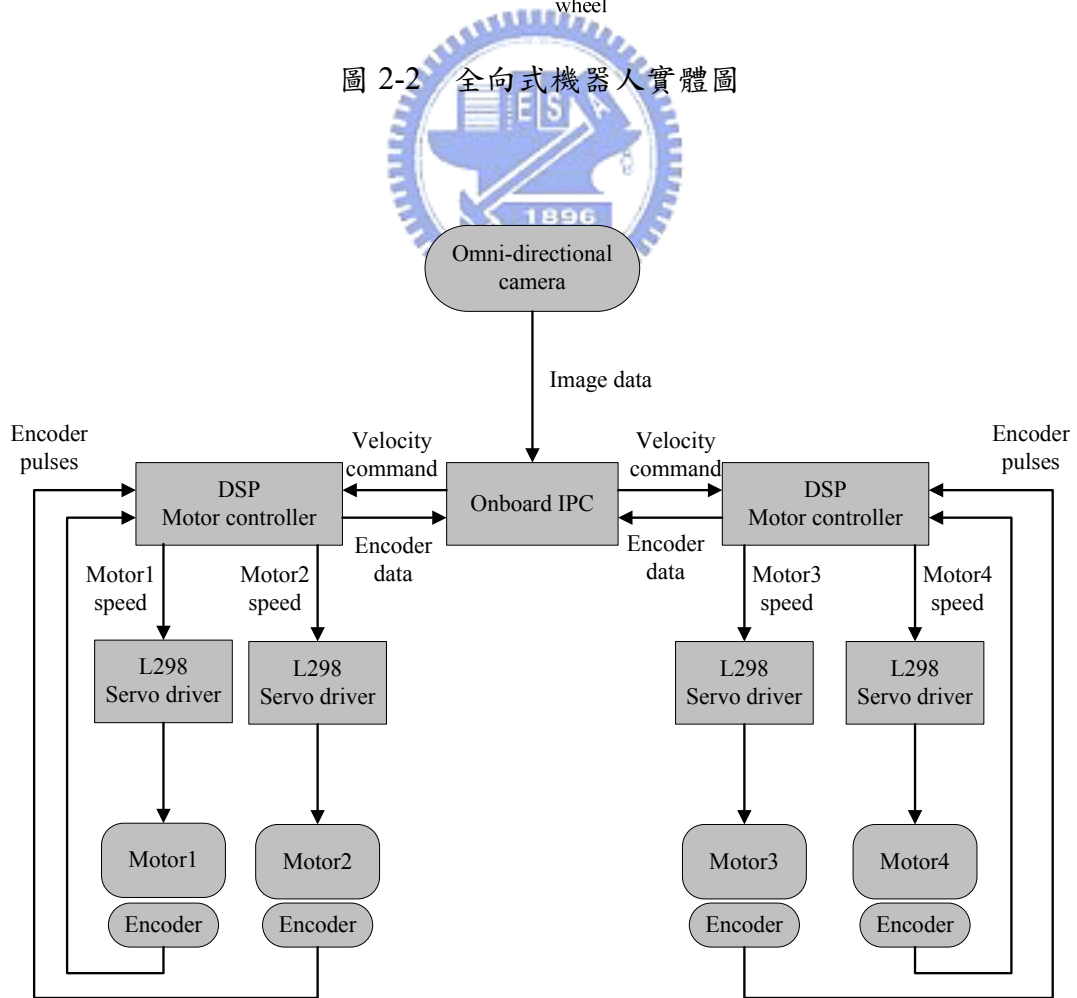 wheel
圖 2-2 全向式機器人實體圖
E S A
1896
Omni-directional
camera
Image data
Encoder
pulses
Velocity
command
Velocity
command
Encoder
pulses
DSP
Motor controller
Onboard IPC
DSP
Motor controller
Encoder
data
Encoder
data
Motor1
speed
Motor2
speed
Motor3
speed
Motor4
speed
L298
Servo driver
L298
Servo driver
L298
Servo driver
L298
Servo driver
Motor1
Motor2
Motor3
Motor4
Encoder
Encoder
Encoder
Encoder